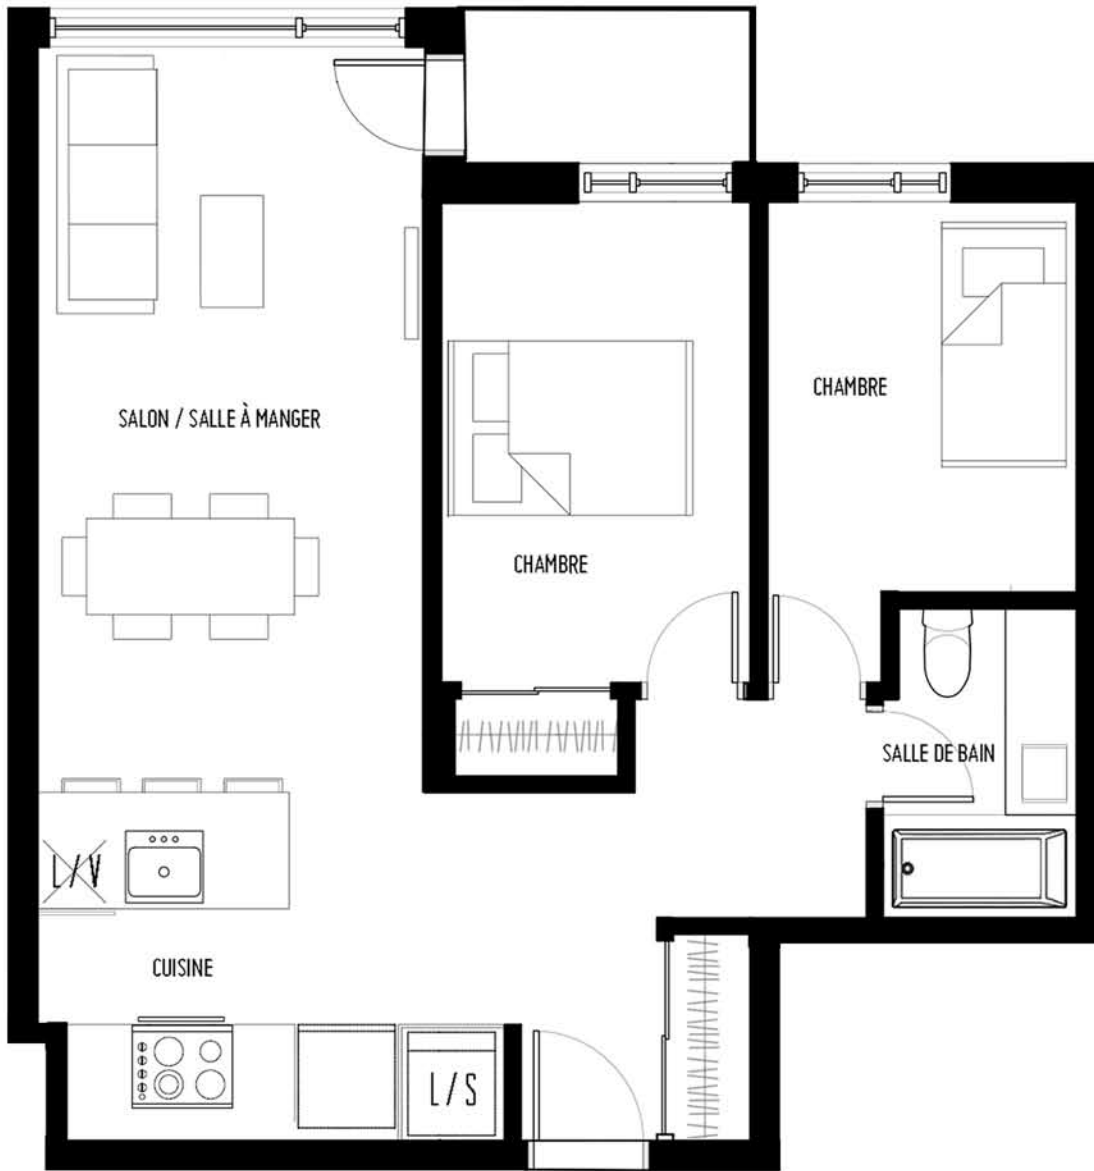 CHAMBRE
SALON / SALLE À MANGER
CHAMBRE
SALLE DE BAIN
L/V
CUISINE
L/S